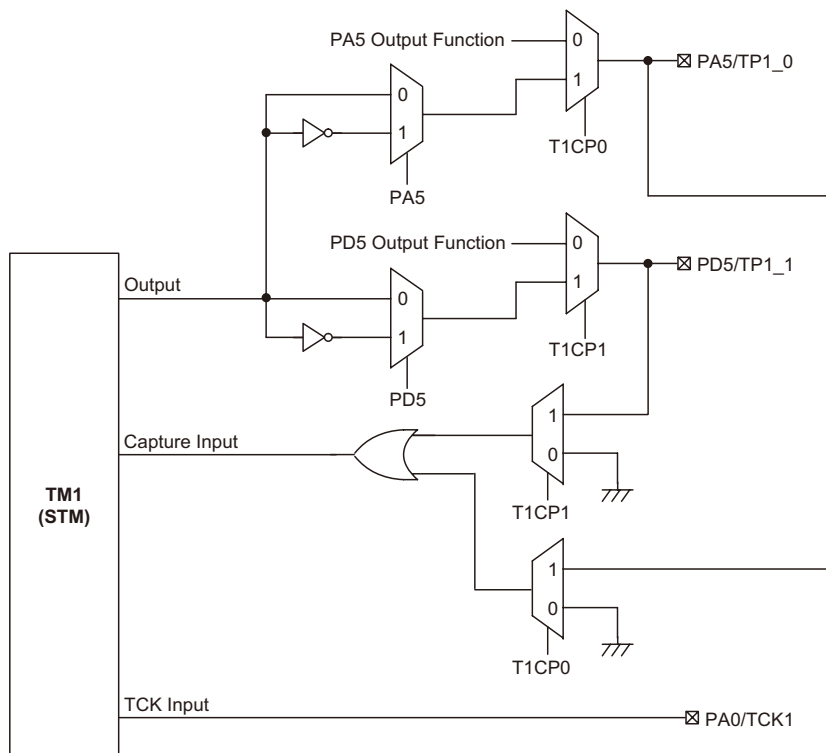 PA5 Output Function
0
1
T1CP0
PA5/TP1_0
0
1
PA5
PD5 Output Function
0
1
T1CP1
PD5/TP1_1
Output
0
1
PD5
Capture Input
1
0
T1CP1
TM1
(STM)
1
0
T1CP0
TCK Input
PA0/TCK1